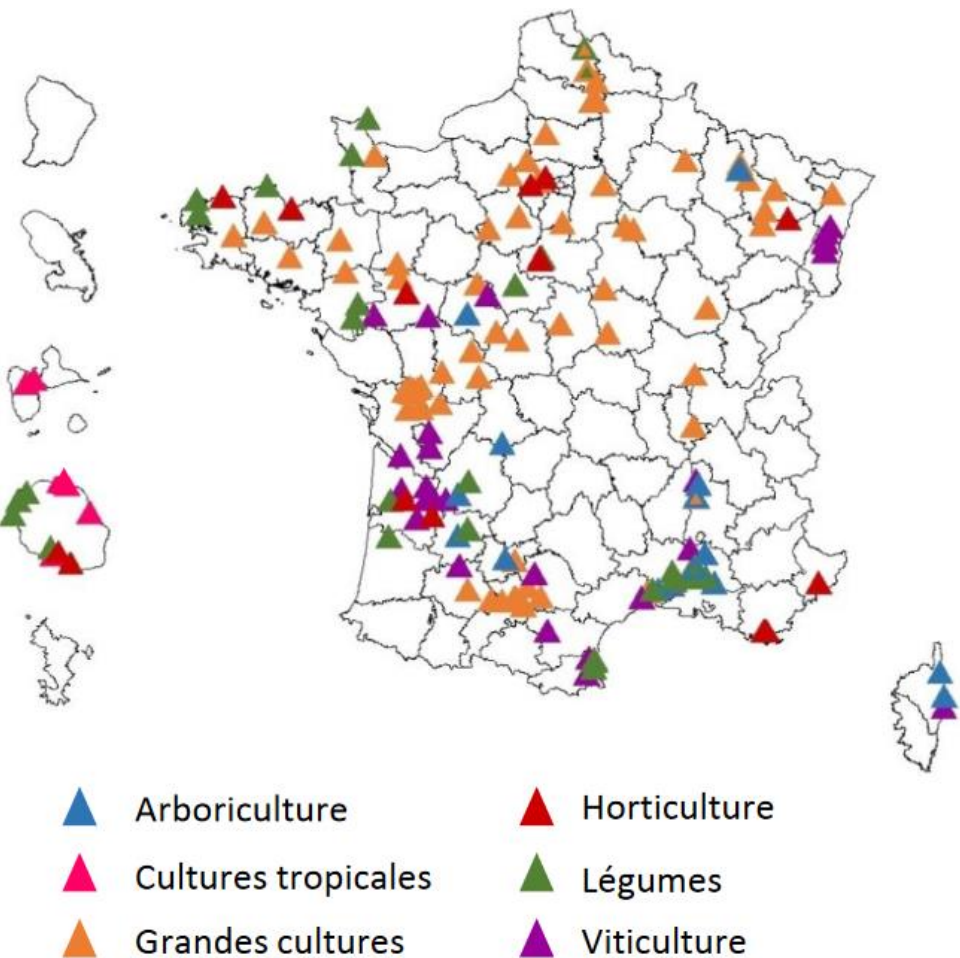 Arboriculture
Horticulture
Cultures tropicales
Légumes
Grandes cultures
Viticulture